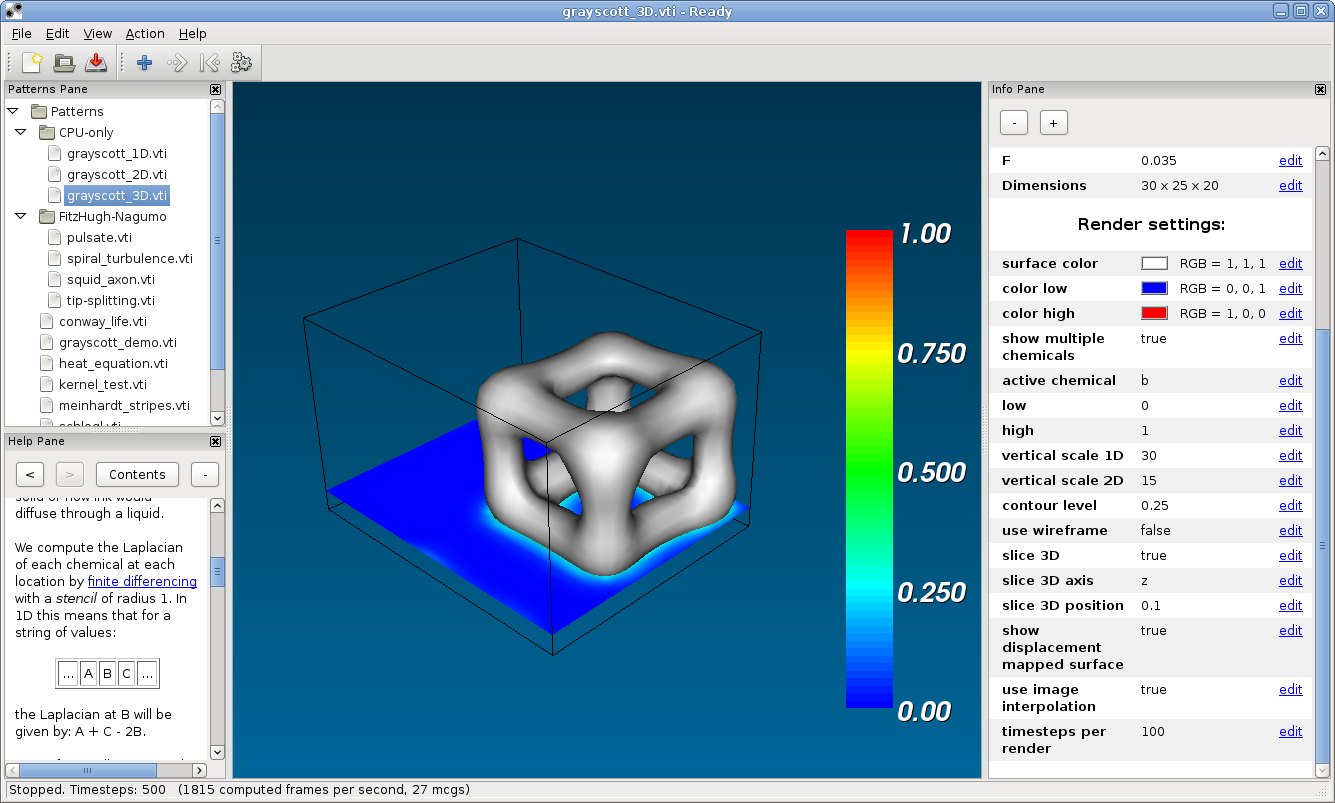 grayscott_3D.vti - Ready
File Edit View Action Help
Patterns Pane
Patterns
CPU-only
grayscott_1D.vti
grayscott_2D.vti
grayscott_3D.vti
FitzHugh-Nagumo
pulsate.vti
spiral_turbulence.vti
squid_axon.vti
tip-splitting.vti
conway_life.vti
grayscott_demo.vti
heat_equation.vti
kernel_test.vti
meinhardt_stripes.vti
Help Pane
< > Contents -
solid or how ink would
diffuse through a liquid.
We compute the Laplacian
of each chemical at each
location by finite differencing
with a stencil of radius 1. In
1D this means that for a
string of values:
... A B C ...
the Laplacian at B will be
given by: A + C - 2B.
1.00
0.750
0.500
0.250
0.00
Info Pane
- +
F 0.035 edit
Dimensions 30 x 25 x 20 edit
Render settings:
surface color RGB = 1, 1, 1 edit
color low RGB = 0, 0, 1 edit
color high RGB = 1, 0, 0 edit
show multiple true edit
chemicals
active chemical b edit
low 0 edit
high 1 edit
vertical scale 1D 30 edit
vertical scale 2D 15 edit
contour level 0.25 edit
use wireframe false edit
slice 3D true edit
slice 3D axis z edit
slice 3D position 0.1 edit
show true edit
displacement
mapped surface
use image true edit
interpolation
timesteps per 100 edit
render
Stopped. Timesteps: 500 (1815 computed frames per second, 27 mcgs)